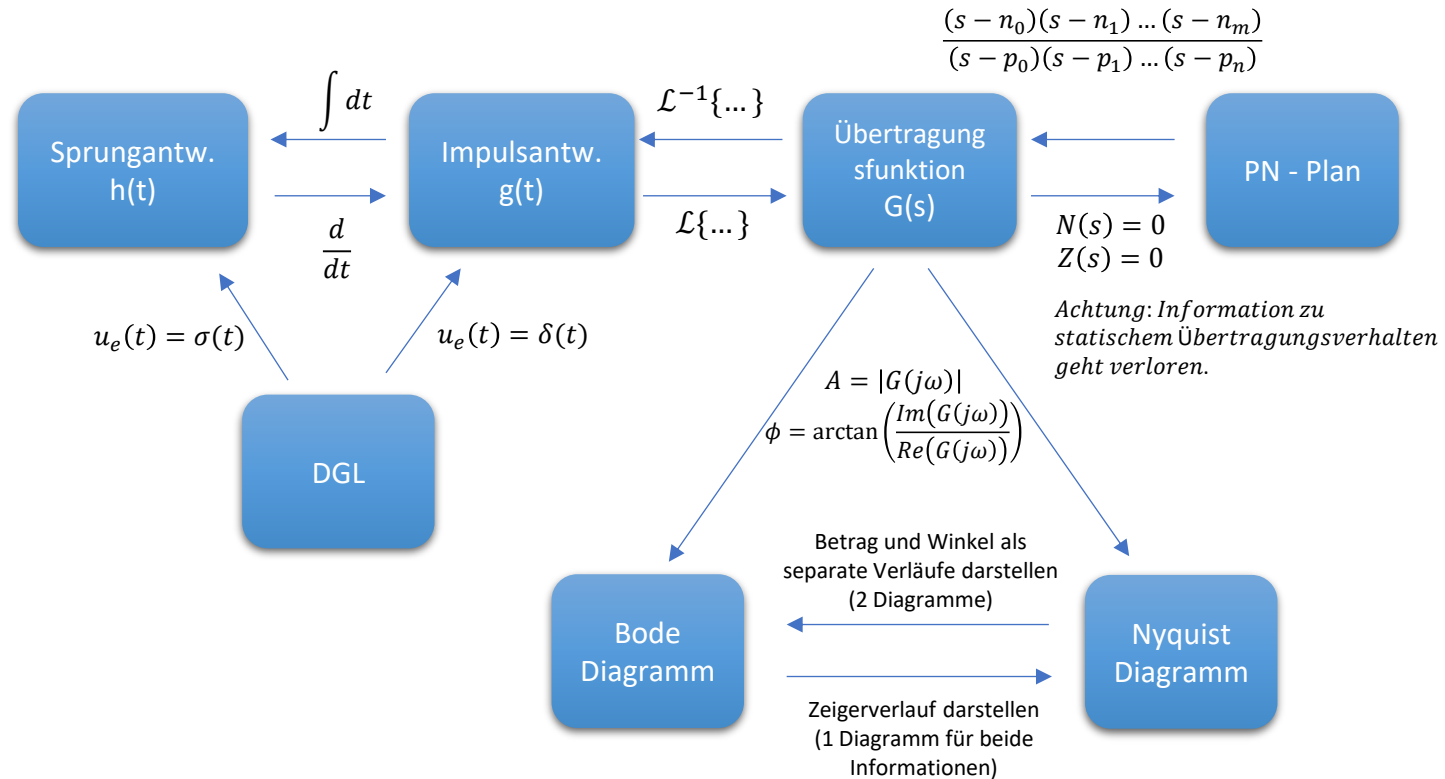 (s − n₀)(s − n₁) … (s − nₘ)
(s − p₀)(s − p₁) … (s − pₙ)
∫ dt
ℒ⁻¹{…}
Sprungantw.
h(t)
Impulsantw.
g(t)
Übertragung
sfunktion
G(s)
PN - Plan
d
dt
ℒ{…}
N(s) = 0
Z(s) = 0
Achtung: Information zu
statischem Übertragungsverhalten
geht verloren.
uₑ(t) = σ(t)
uₑ(t) = δ(t)
DGL
A = |G(jω)|
ϕ = arctan(Im(G(jω))/Re(G(jω)))
Betrag und Winkel als
separate Verläufe darstellen
(2 Diagramme)
Bode
Diagramm
Nyquist
Diagramm
Zeigerverlauf darstellen
(1 Diagramm für beide
Informationen)